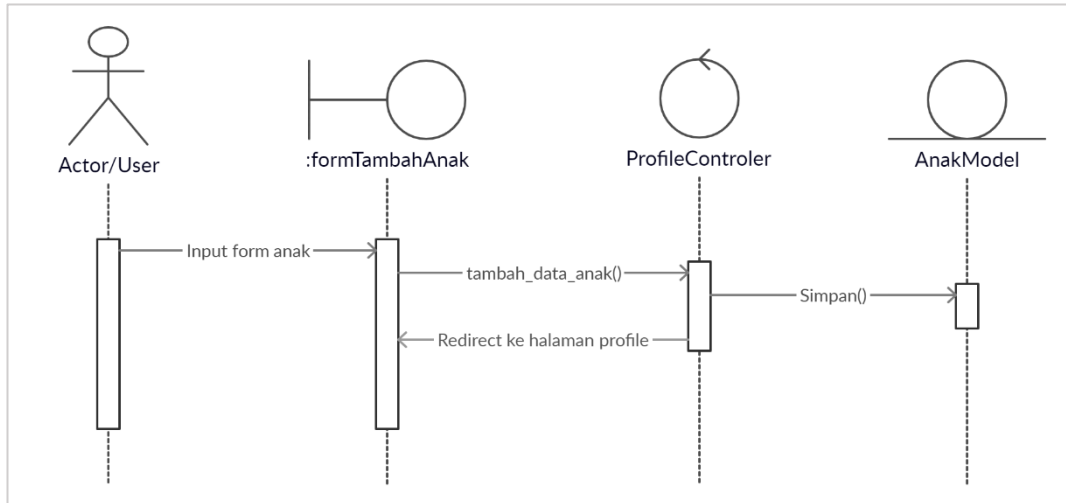 Actor/User
:formTambahAnak
ProfileControler
AnakModel
Input form anak
tambah_data_anak()
Simpan()
Redirect ke halaman profile